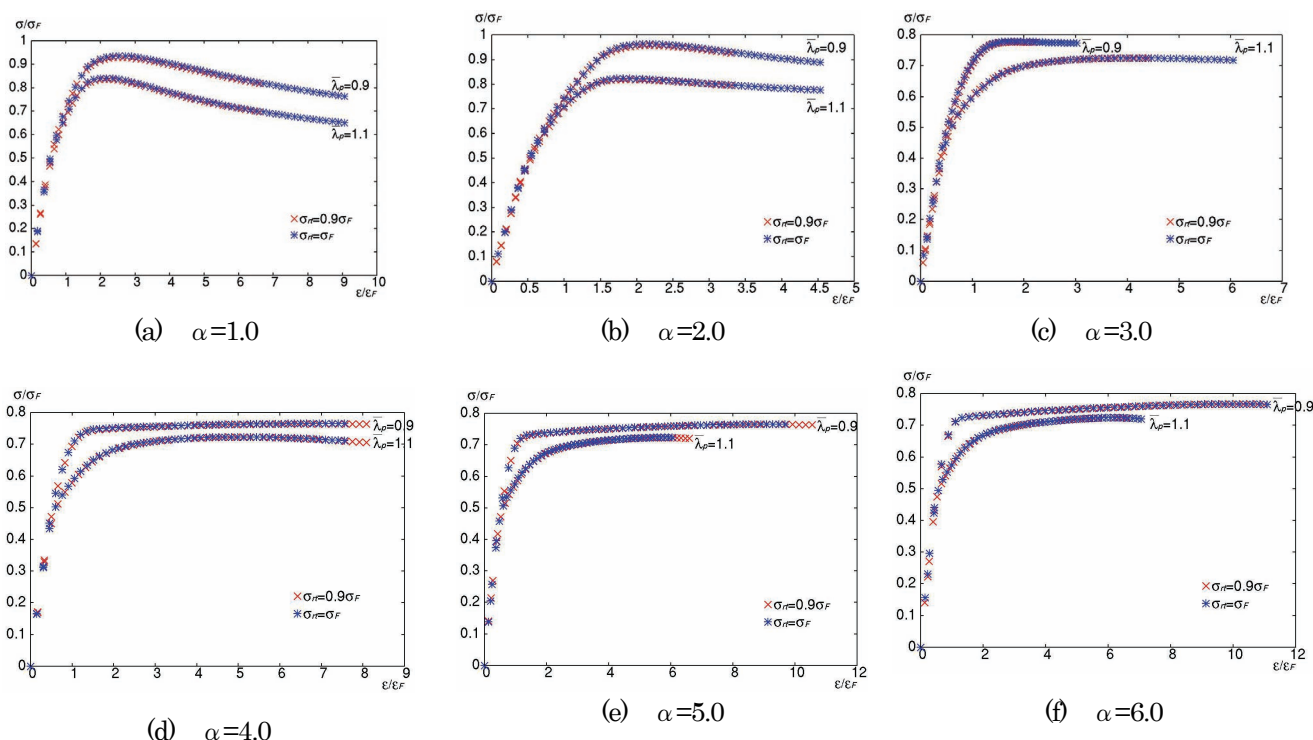 σ/σF
1
0.9
0.8
0.7
0.6
0.5
0.4
0.3
0.2
0.1
0
0 1 2 3 4 5 6 7 8 9 10
ε/εF
λ̅p=0.9
λ̅p=1.1
× σrf=0.9σF
∗ σrf=σF
(a) α=1.0
σ/σF
1
0.9
0.8
0.7
0.6
0.5
0.4
0.3
0.2
0.1
0
0 0.5 1 1.5 2 2.5 3 3.5 4 4.5 5
ε/εF
λ̅p=0.9
λ̅p=1.1
× σrf=0.9σF
∗ σrf=σF
(b) α=2.0
σ/σF
0.8
0.7
0.6
0.5
0.4
0.3
0.2
0.1
0
0 1 2 3 4 5 6 7
ε/εF
λ̅p=0.9
λ̅p=1.1
× σrf=0.9σF
∗ σrf=σF
(c) α=3.0
σ/σF
0.8
0.7
0.6
0.5
0.4
0.3
0.2
0.1
0
0 1 2 3 4 5 6 7 8 9
ε/εF
λ̅p=0.9
λ̅p=1.1
× σrf=0.9σF
∗ σrf=σF
(d) α=4.0
σ/σF
0.8
0.7
0.6
0.5
0.4
0.3
0.2
0.1
0
0 2 4 6 8 10 12
ε/εF
λ̅p=0.9
λ̅p=1.1
× σrf=0.9σF
∗ σrf=σF
(e) α=5.0
σ/σF
0.8
0.7
0.6
0.5
0.4
0.3
0.2
0.1
0
0 2 4 6 8 10 12
ε/εF
λ̅p=0.9
λ̅p=1.1
× σrf=0.9σF
∗ σrf=σF
(f) α=6.0